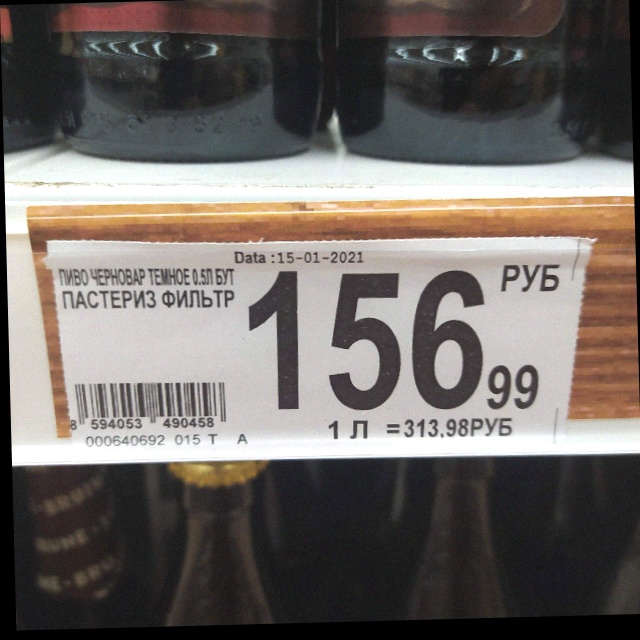 Data :15-01-2021
ПИВО ЧЕРНОВАР ТЕМНОЕ 0.5Л БУТ
ПАСТЕРИЗ ФИЛЬТР
156 99 РУБ
8 594053 490458
000640692 015 Т А
1 Л =313,98РУБ